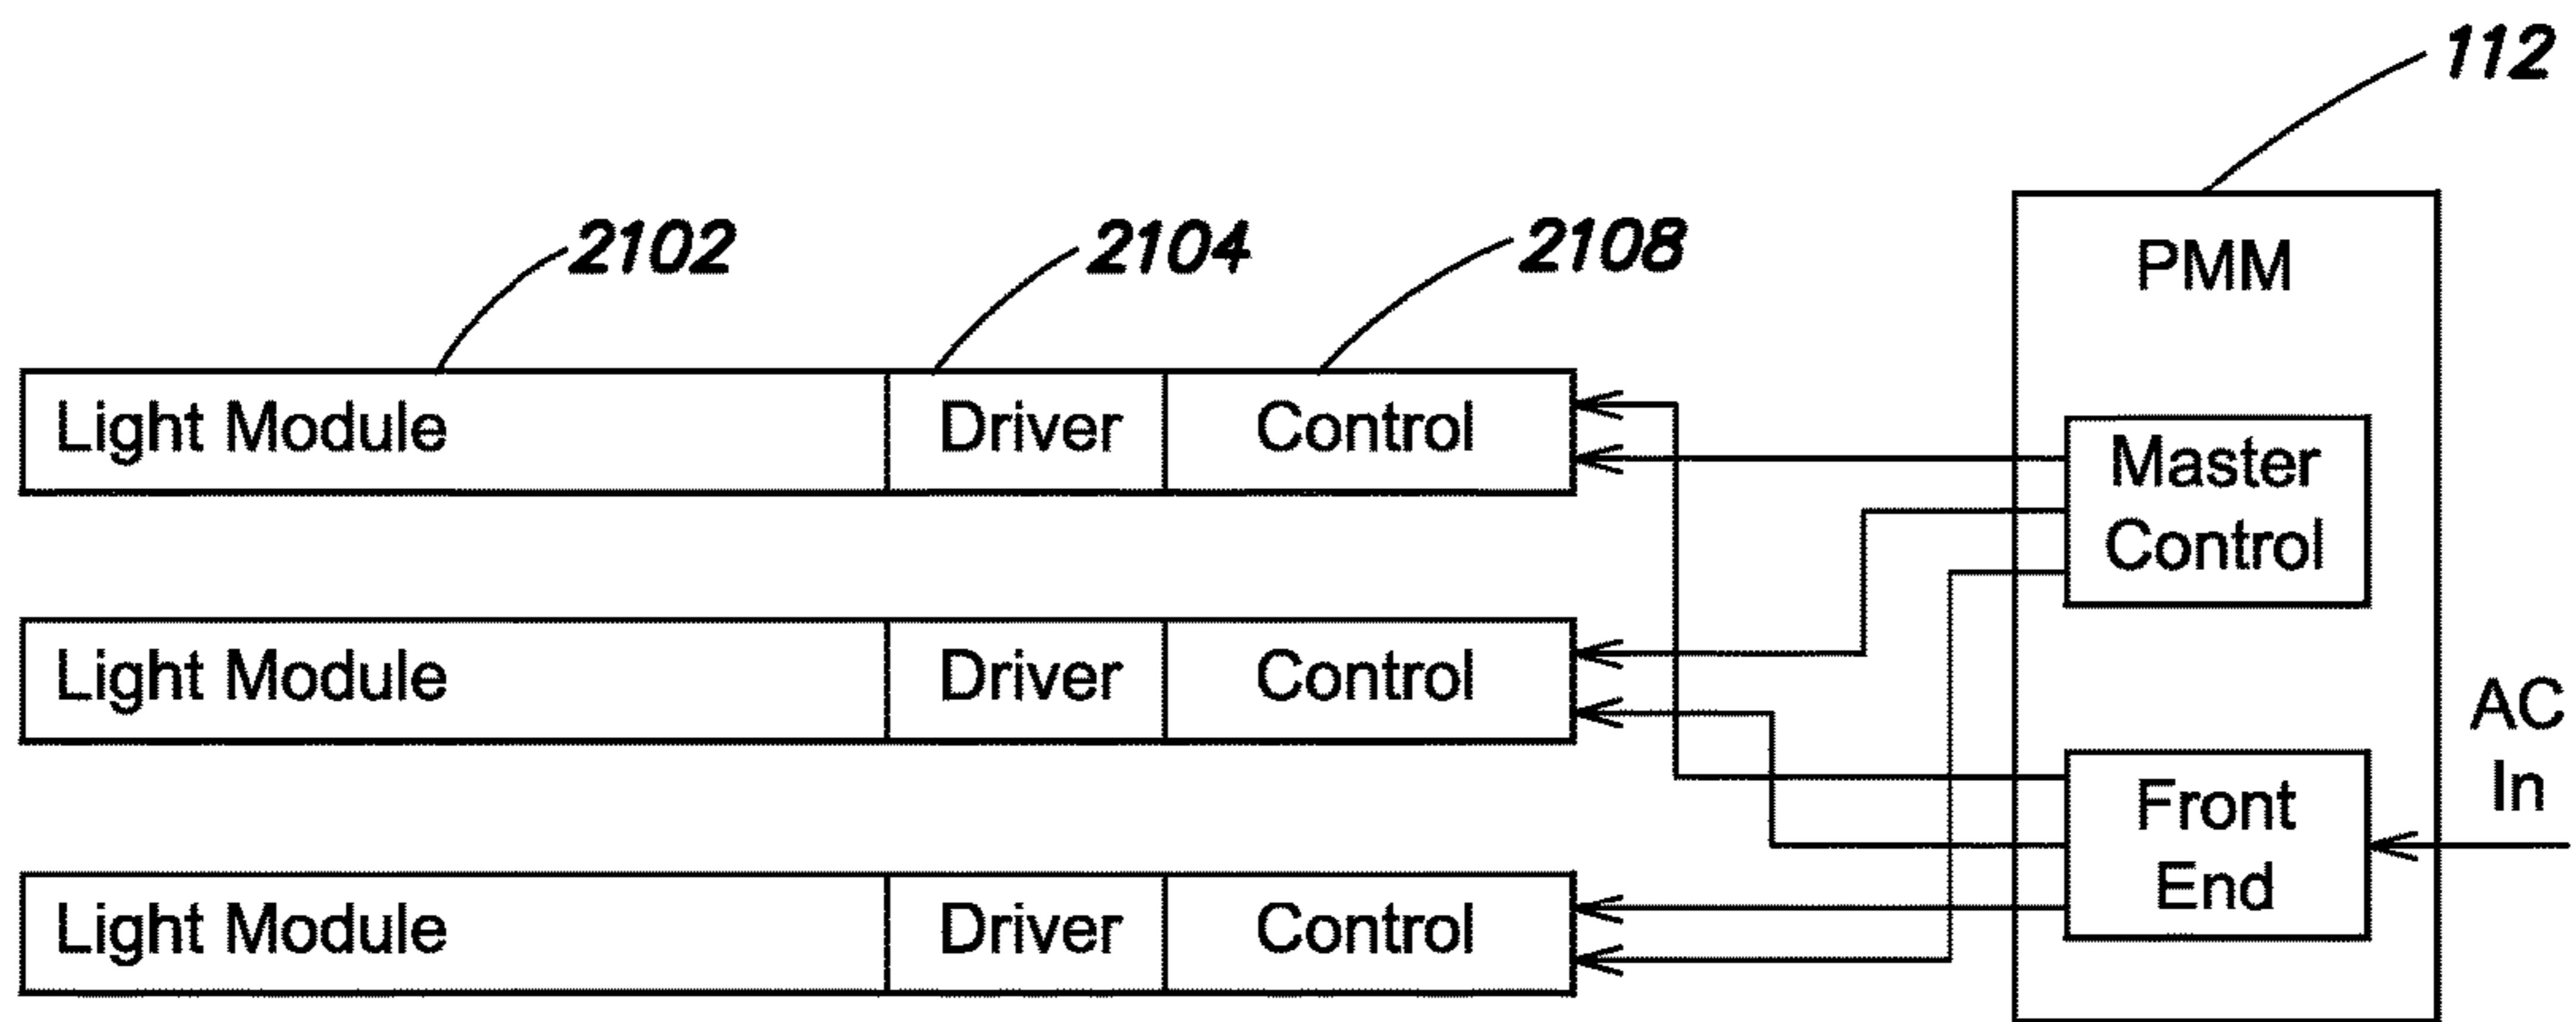 112
2102
2104
2108
PMM
Light Module
Driver
Control
Master
Control
Light Module
Driver
Control
AC
In
Front
End
Light Module
Driver
Control